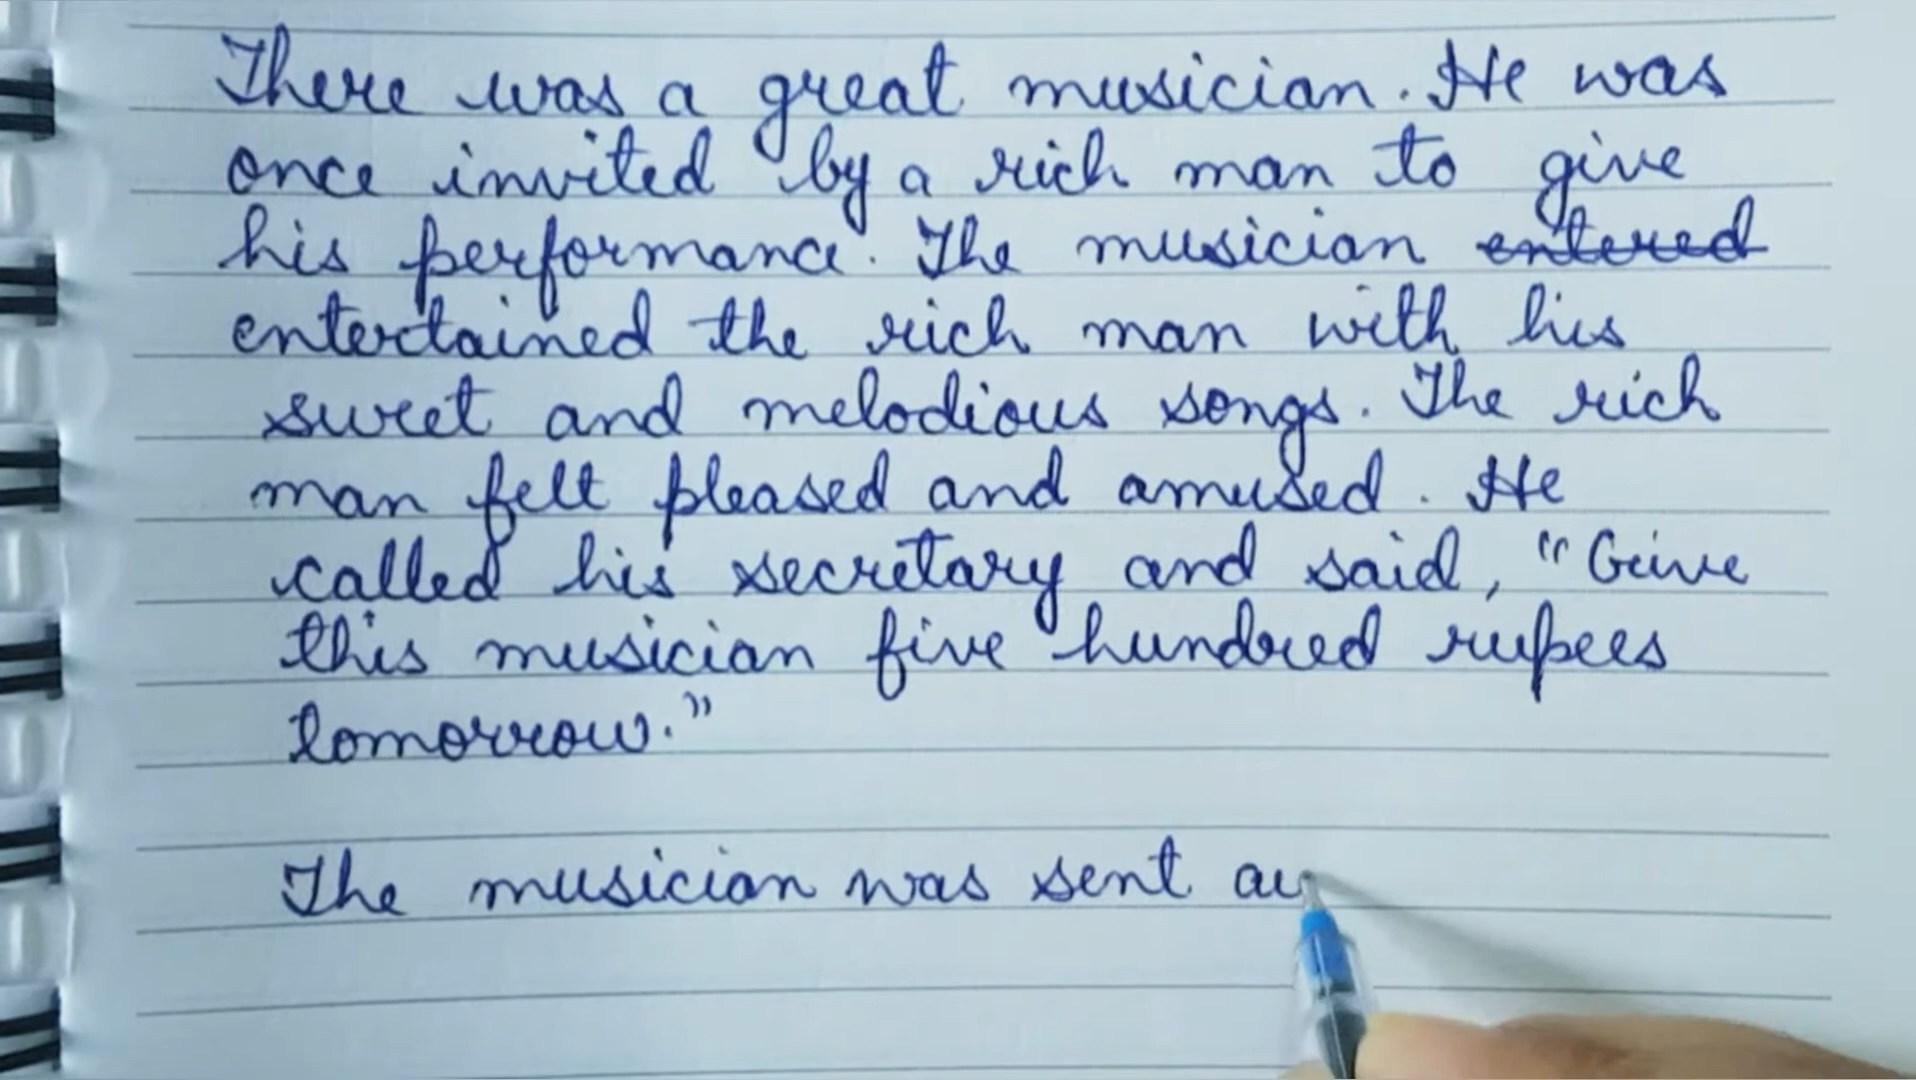 There was a great musician. He was
once invited by a rich man to give
his performance. The musician entered
entertained the rich man with his
sweet and melodious songs. The rich
man felt pleased and amused. He
called his secretary and said, "Give
this musician five hundred rupees
tomorrow."
The musician was sent